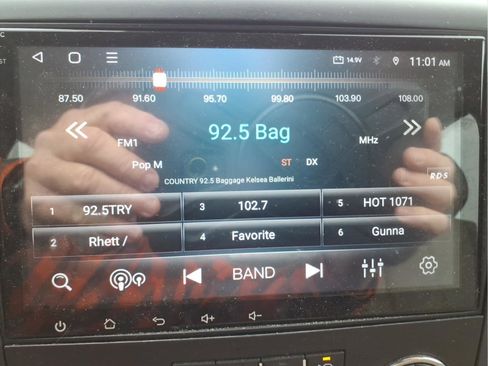 14.9V 11:01 AM
87.50 91.60 95.70 99.80 103.90 108.00
92.5 Bag
FM1 MHz
Pop M ST DX
COUNTRY 92.5 Baggage Kelsea Ballerini
RDS
1 92.5TRY 3 102.7 5 HOT 1071
2 Rhett / 4 Favorite 6 Gunna
BAND